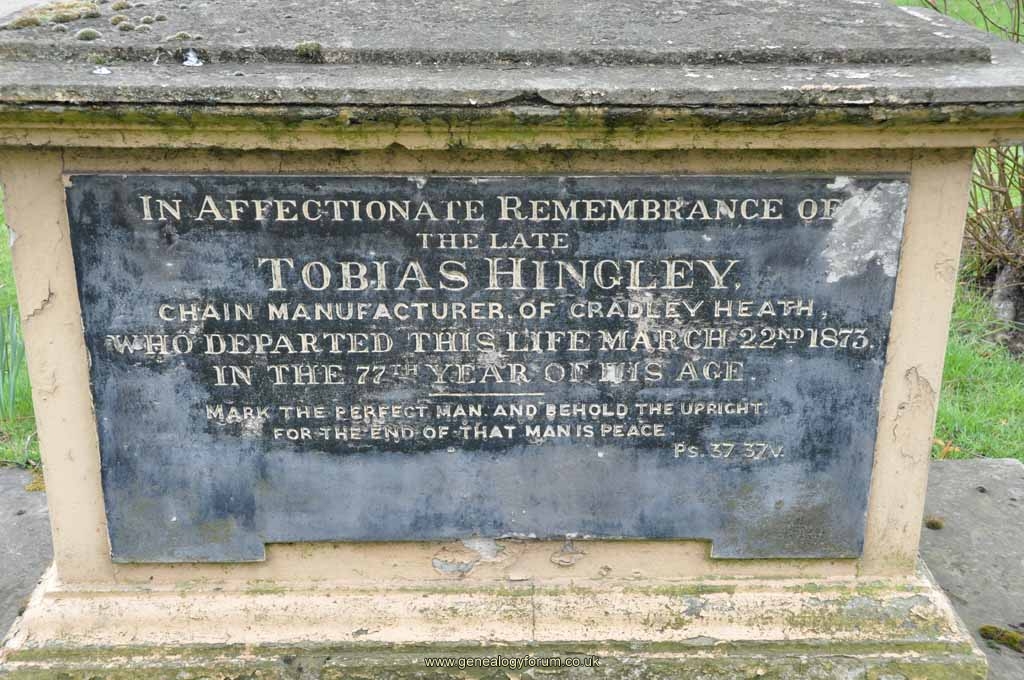 IN AFFECTIONATE REMEMBRANCE OF
THE LATE
TOBIAS HINGLEY,
CHAIN MANUFACTURER, OF CRADLEY HEATH,
WHO DEPARTED THIS LIFE MARCH 22ND 1873,
IN THE 77TH YEAR OF HIS AGE.
MARK THE PERFECT MAN, AND BEHOLD THE UPRIGHT
FOR THE END OF THAT MAN IS PEACE
PS. 37 37V.
www.genealogyforum.co.uk